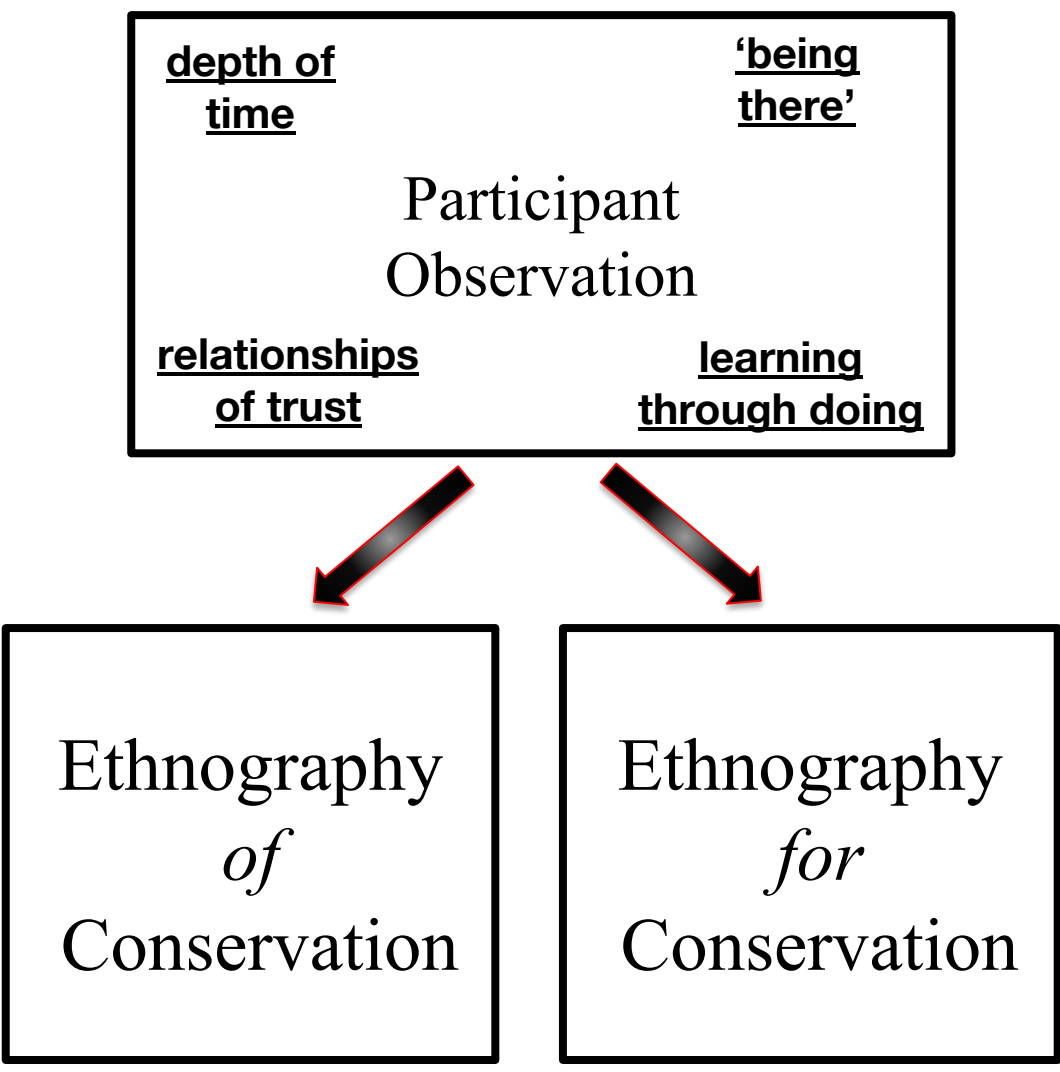 depth of
time
‘being
there’
Participant
Observation
relationships
of trust
learning
through doing
Ethnography
of
Conservation
Ethnography
for
Conservation